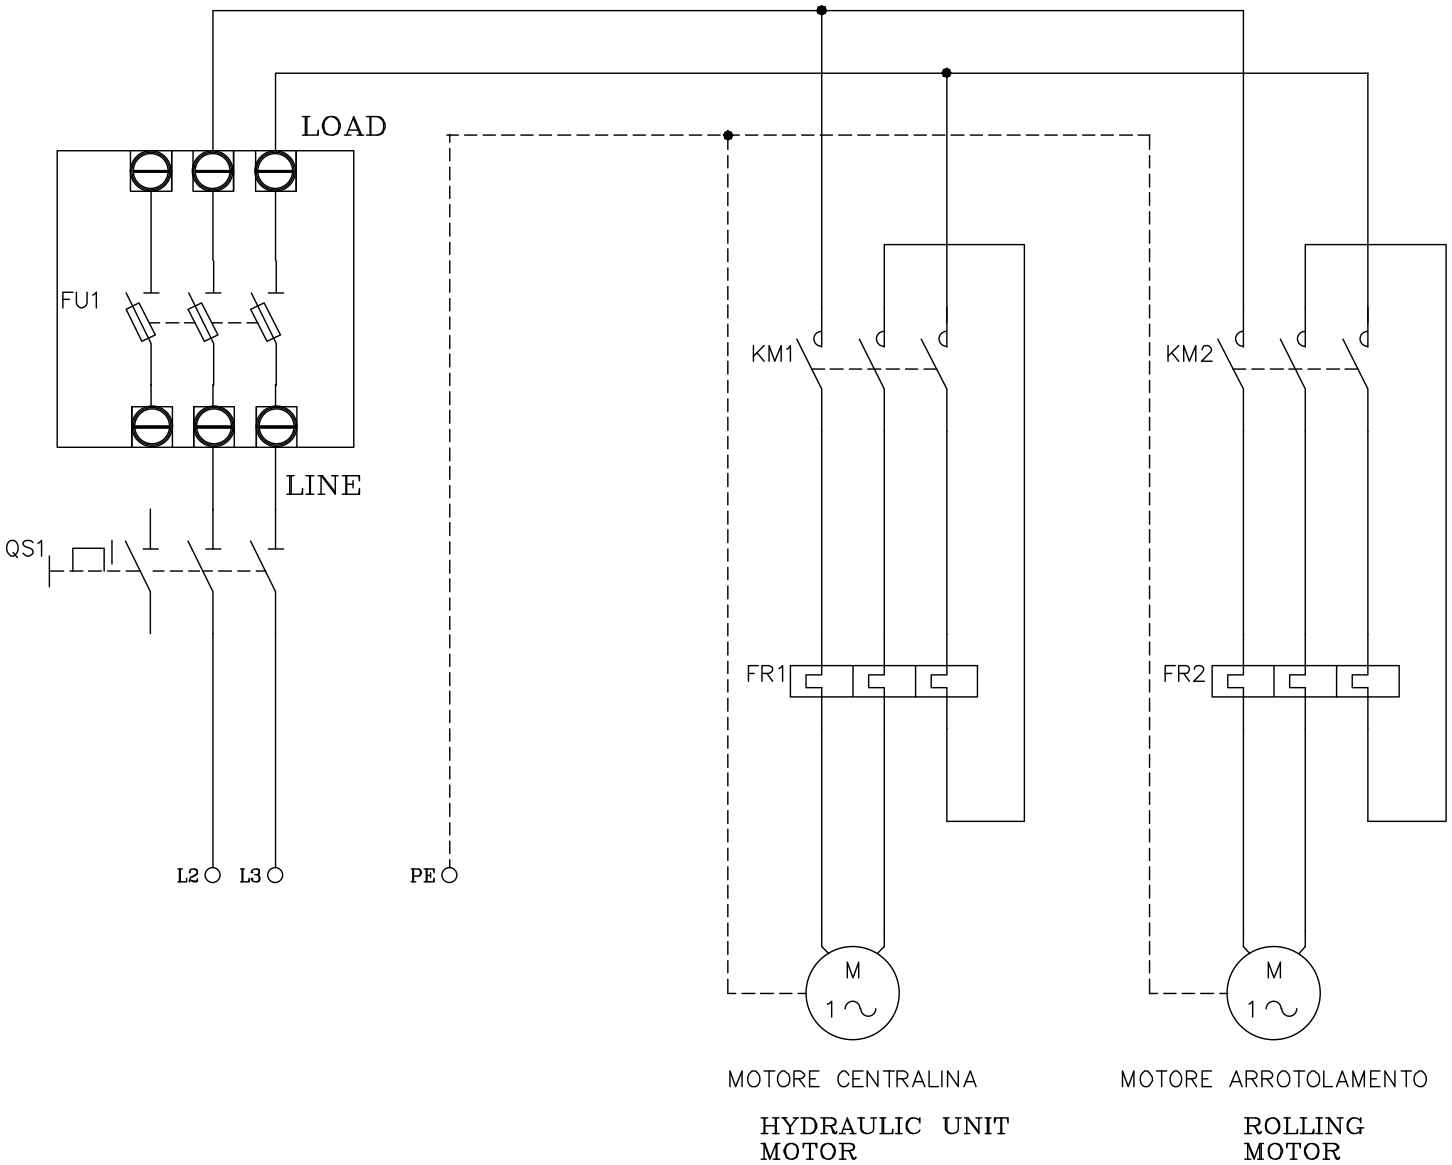 LOAD
FU1
KM1
KM2
LINE
QS1
FR1
FR2
L2
L3
PE
M
1~
M
1~
MOTORE CENTRALINA
MOTORE ARROTOLAMENTO
HYDRAULIC UNIT
MOTOR
ROLLING
MOTOR